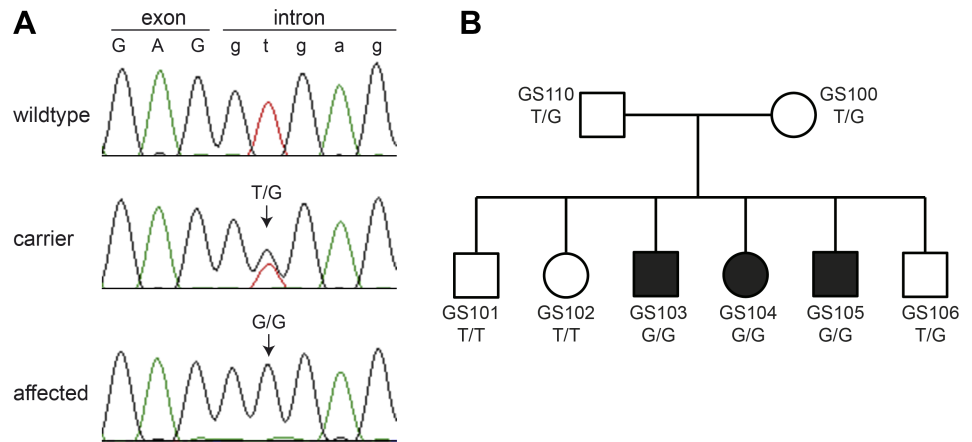 A
exon intron
G A G g t g a g
wildtype
T/G
carrier
G/G
affected
B
GS110
T/G
GS100
T/G
GS101
T/T
GS102
T/T
GS103
G/G
GS104
G/G
GS105
G/G
GS106
T/G